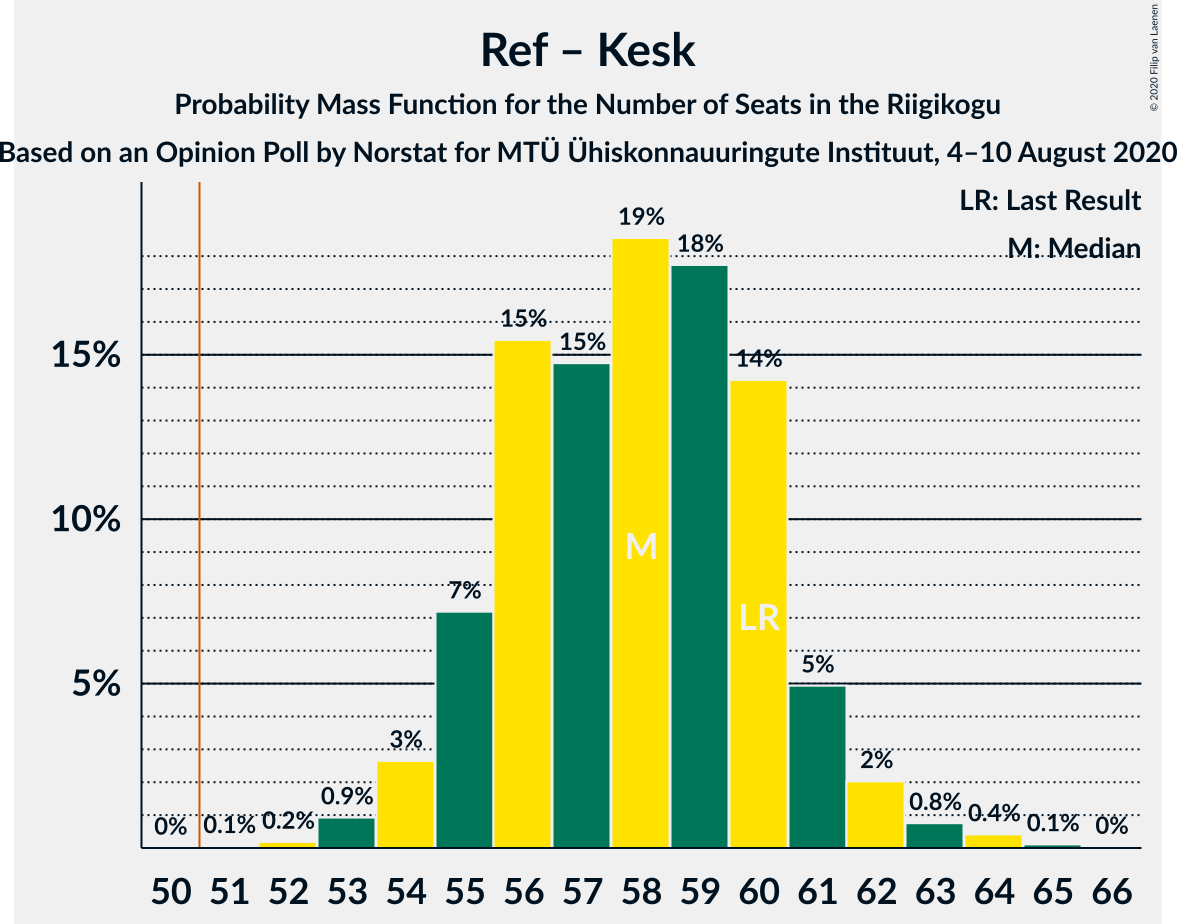 Ref – Kesk
Probability Mass Function for the Number of Seats in the Riigikogu
Based on an Opinion Poll by Norstat for MTÜ Ühiskonnauuringute Instituut, 4–10 August 2020
© 2020 Filip van Laenen
LR: Last Result
M: Median
15%
10%
5%
0%
0.1%
0.2%
0.9%
3%
7%
15%
15%
19%
18%
14%
5%
2%
0.8%
0.4%
0.1%
0%
M
LR
50 51 52 53 54 55 56 57 58 59 60 61 62 63 64 65 66